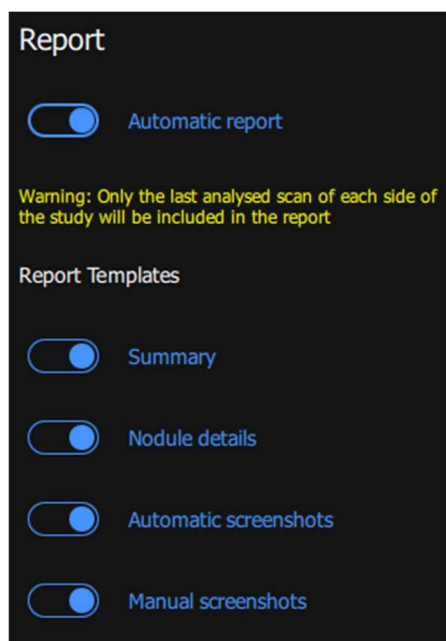 Report
Automatic report
Warning: Only the last analysed scan of each side of
the study will be included in the report
Report Templates
Summary
Nodule details
Automatic screenshots
Manual screenshots